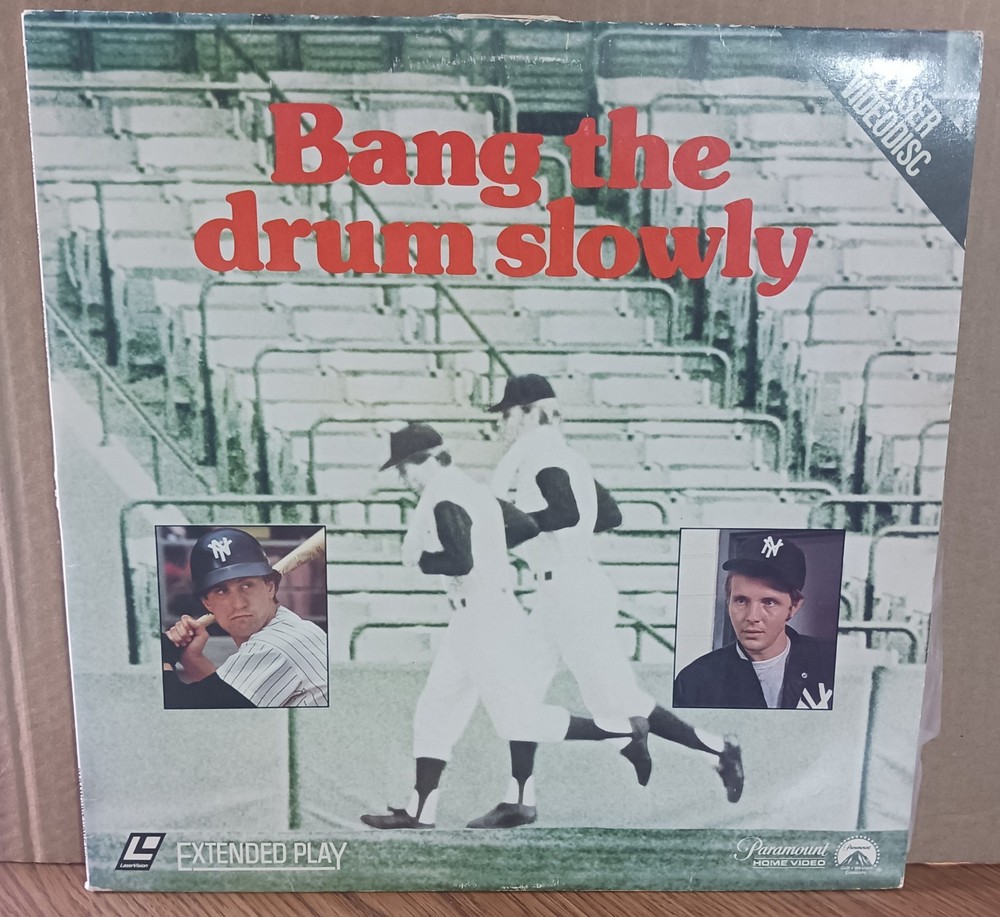 Bang the
drum slowly
LASER
VIDEODISC
NY
NY
NY
LaserVision
EXTENDED PLAY
Paramount
HOME VIDEO
Paramount